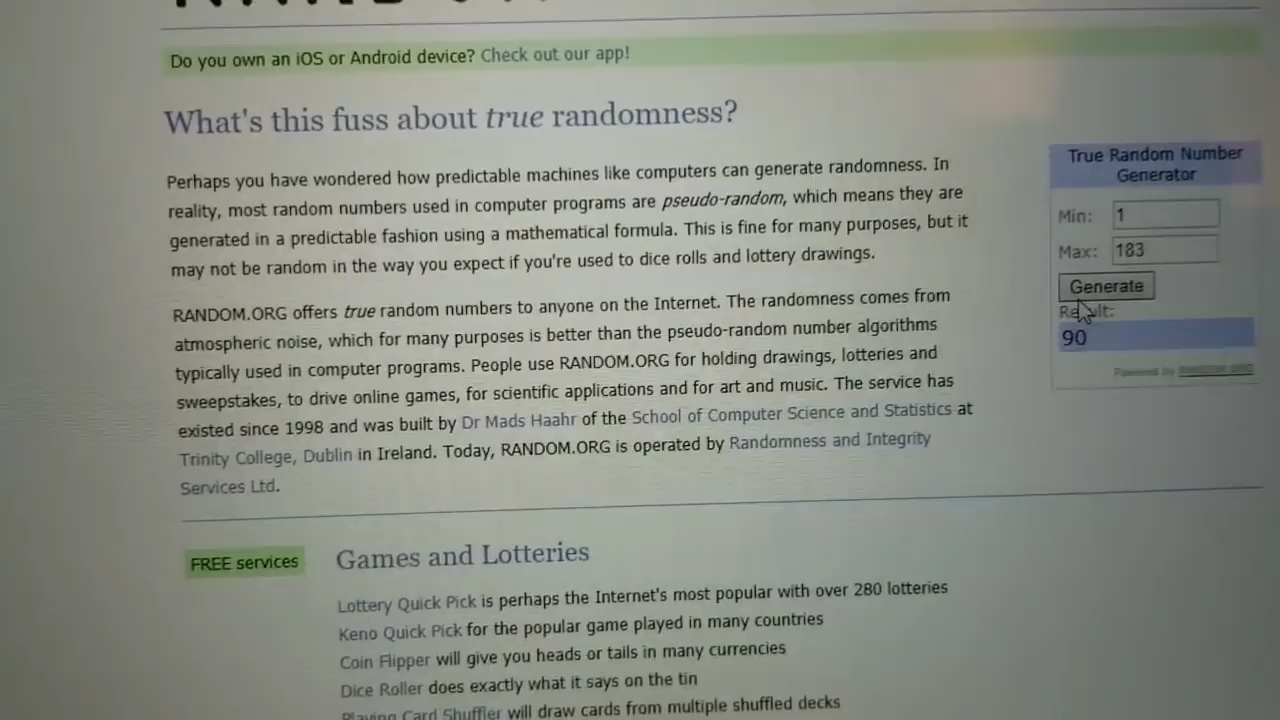 Do you own an iOS or Android device? Check out our app!
What's this fuss about true randomness?
Perhaps you have wondered how predictable machines like computers can generate randomness. In
reality, most random numbers used in computer programs are pseudo-random, which means they are
generated in a predictable fashion using a mathematical formula. This is fine for many purposes, but it
may not be random in the way you expect if you're used to dice rolls and lottery drawings.
RANDOM.ORG offers true random numbers to anyone on the Internet. The randomness comes from
atmospheric noise, which for many purposes is better than the pseudo-random number algorithms
typically used in computer programs. People use RANDOM.ORG for holding drawings, lotteries and
sweepstakes, to drive online games, for scientific applications and for art and music. The service has
existed since 1998 and was built by Dr Mads Haahr of the School of Computer Science and Statistics at
Trinity College, Dublin in Ireland. Today, RANDOM.ORG is operated by Randomness and Integrity
Services Ltd.
True Random Number
Generator
Min: 1
Max: 183
Generate
Result:
90
Powered by RANDOM.ORG
FREE services
Games and Lotteries
Lottery Quick Pick is perhaps the Internet's most popular with over 280 lotteries
Keno Quick Pick for the popular game played in many countries
Coin Flipper will give you heads or tails in many currencies
Dice Roller does exactly what it says on the tin
Playing Card Shuffler will draw cards from multiple shuffled decks